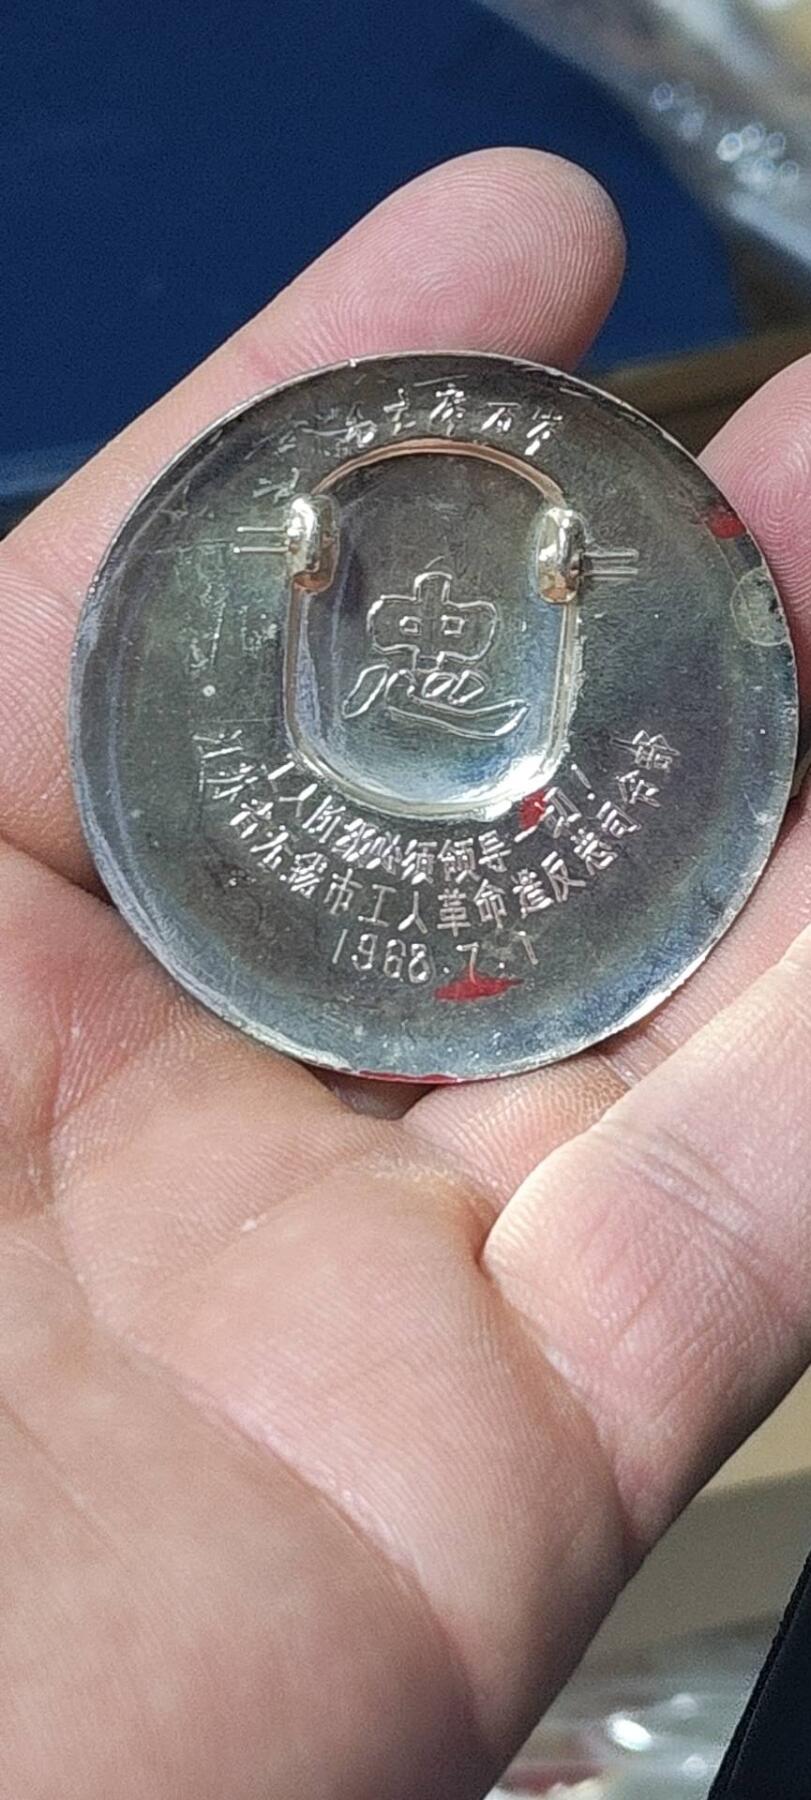 主席万岁
忠
工人阶级必须领导一切！
江苏省无锡市工人革命造反总司令部
1968.7.1